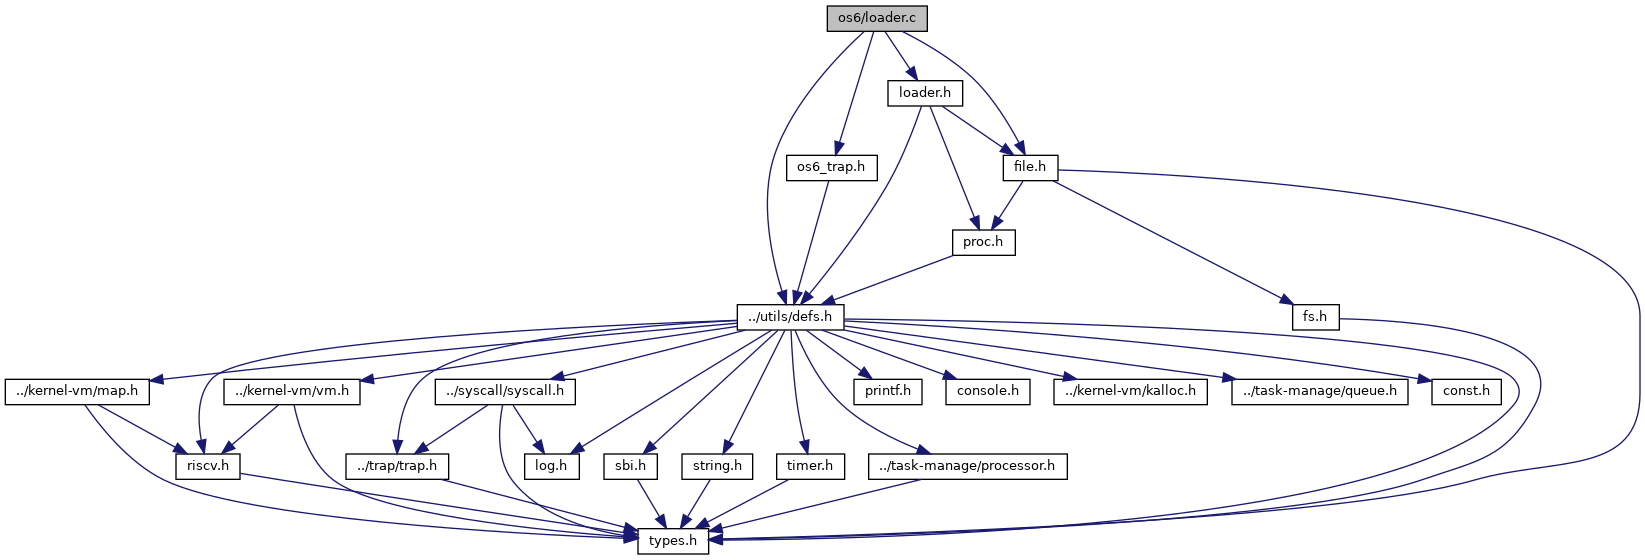 os6/loader.c
loader.h
os6_trap.h
file.h
proc.h
../utils/defs.h
fs.h
../kernel-vm/map.h
../kernel-vm/vm.h
../syscall/syscall.h
printf.h
console.h
../kernel-vm/kalloc.h
../task-manage/queue.h
const.h
riscv.h
../trap/trap.h
log.h
sbi.h
string.h
timer.h
../task-manage/processor.h
types.h